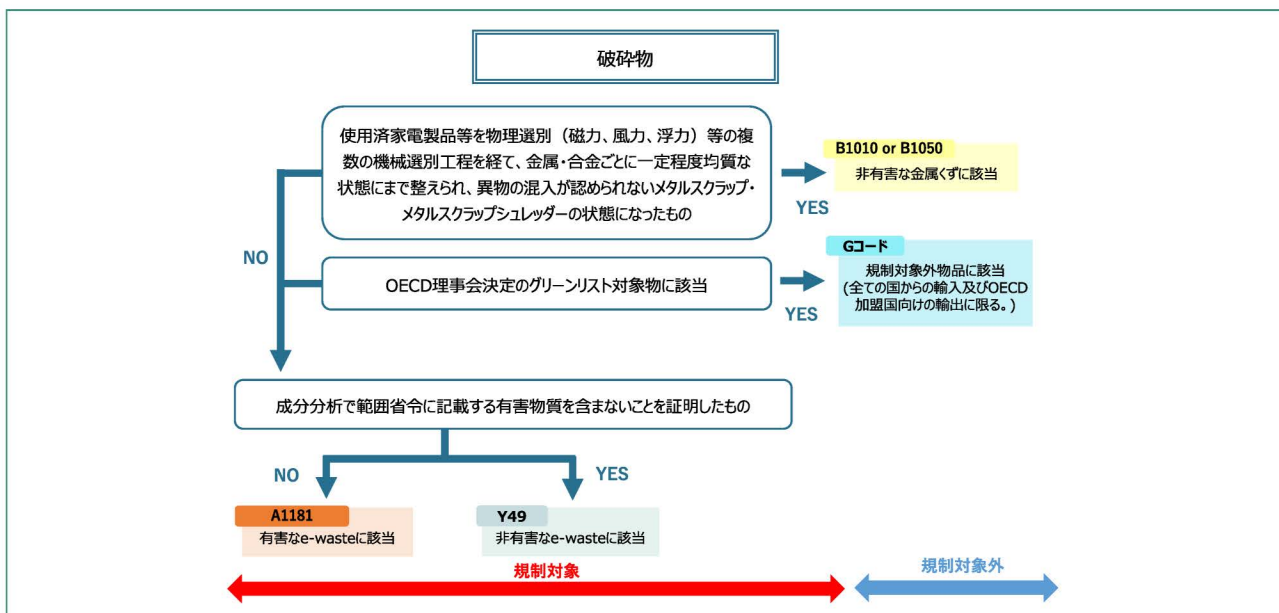 破砕物
使用済家電製品等を物理選別（磁力、風力、浮力）等の複
数の機械選別工程を経て、金属・合金ごとに一定程度均質な
状態にまで整えられ、異物の混入が認められないメタルスクラップ・
メタルスクラップシュレッダーの状態になったもの
YES
B1010 or B1050
非有害な金属くずに該当
NO
OECD理事会決定のグリーンリスト対象物に該当
YES
Gコード
規制対象外物品に該当
(全ての国からの輸入及びOECD
加盟国向けの輸出に限る。)
成分分析で範囲省令に記載する有害物質を含まないことを証明したもの
NO
YES
A1181
有害なe-wasteに該当
Y49
非有害なe-wasteに該当
規制対象
規制対象外